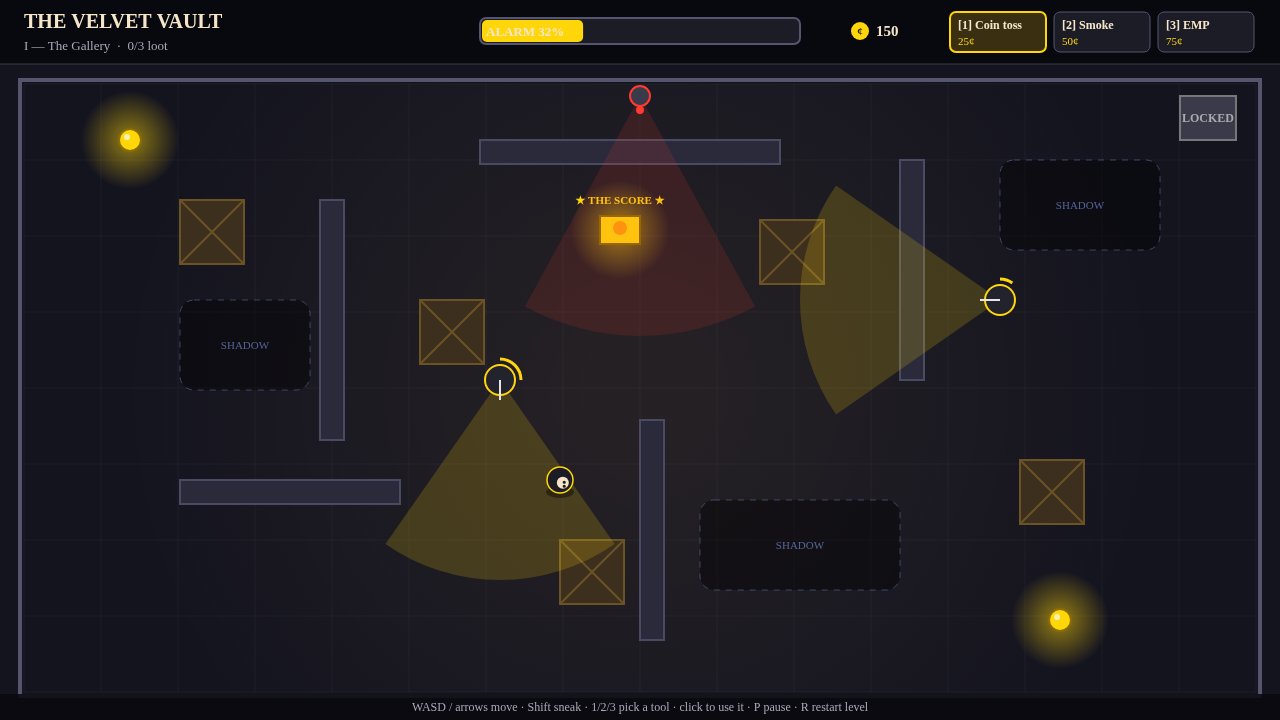 THE VELVET VAULT
I — The Gallery · 0/3 loot
ALARM 32%
¢ 150
[1] Coin toss
25¢
[2] Smoke
50¢
[3] EMP
75¢
LOCKED
★ THE SCORE ★
SHADOW
SHADOW
SHADOW
WASD / arrows move · Shift sneak · 1/2/3 pick a tool · click to use it · P pause · R restart level